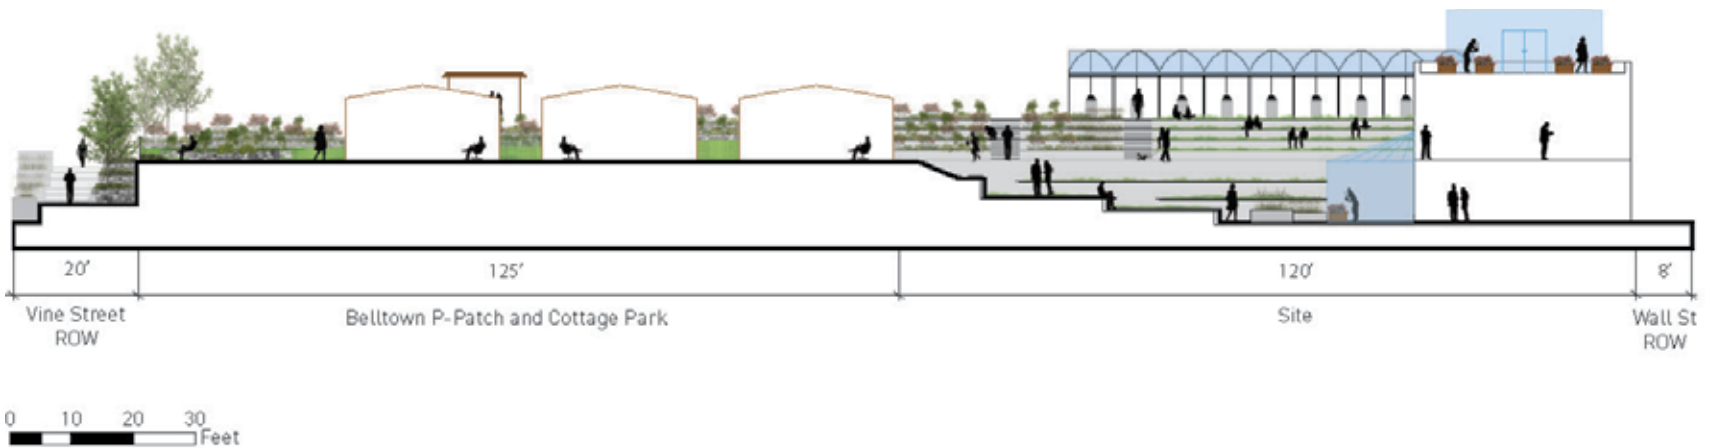 20' 125' 120' 8'
Vine Street
ROW
Belltown P-Patch and Cottage Park
Site
Wall St
ROW
0 10 20 30
Feet